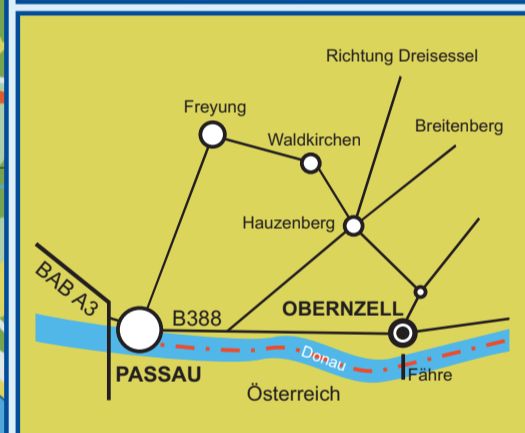 Richtung Dreisessel
Freyung
Waldkirchen
Breitenberg
Hauzenberg
BAB A3
B388
OBERNZELL
Donau
PASSAU
Fähre
Österreich